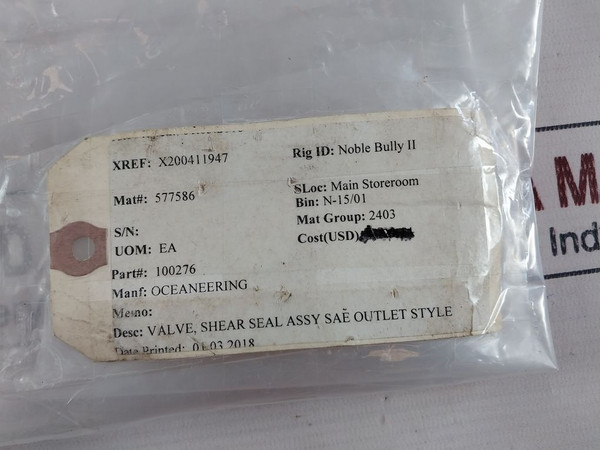 XREF: X200411947 Rig ID: Noble Bully II
Mat#: 577586 SLoc: Main Storeroom
Bin: N-15/01
S/N: Mat Group: 2403
UOM: EA Cost(USD)
Part#: 100276
Manf: OCEANEERING
Memo:
Desc: VALVE, SHEAR SEAL ASSY SAE OUTLET STYLE
Date Printed: 01.03.2018
AM
Ind